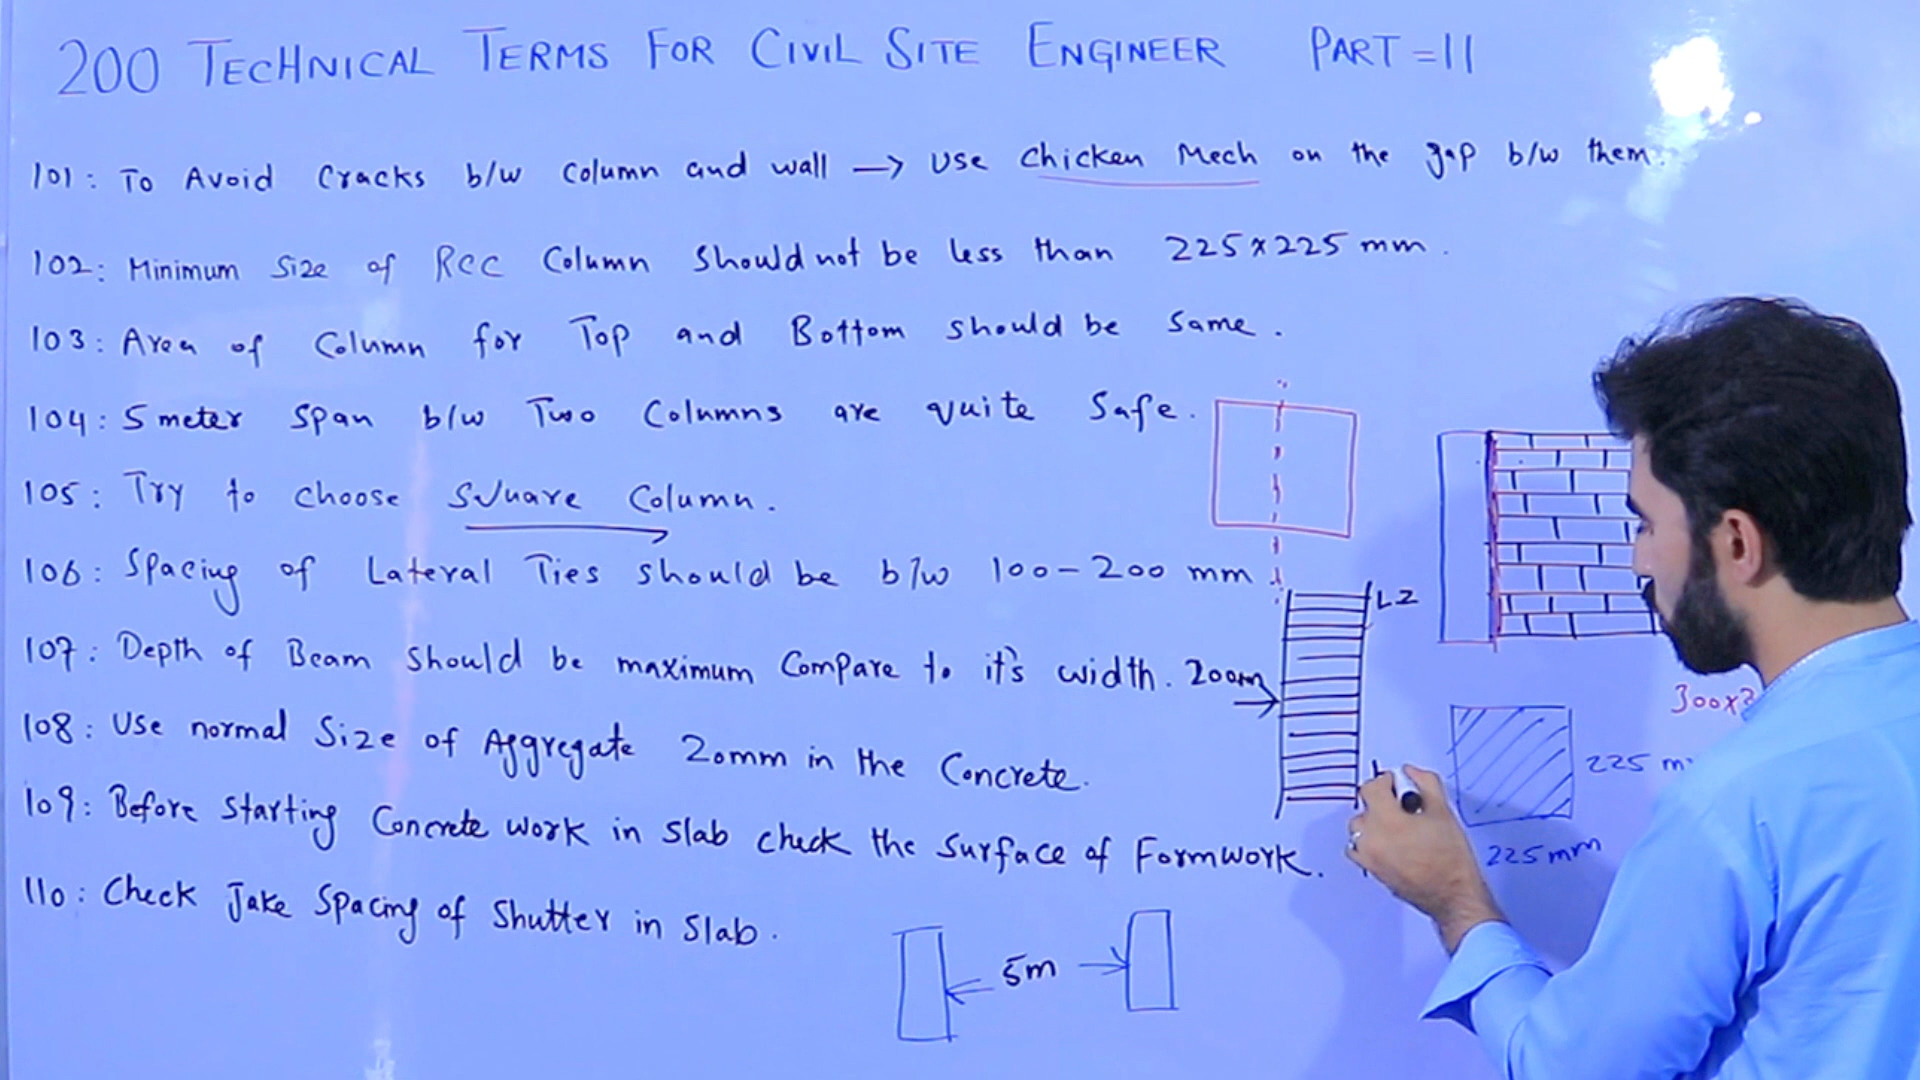 200 TECHNICAL TERMS FOR CIVIL SITE ENGINEER PART=11
101: To Avoid Cracks b/w Column and wall → Use Chicken Mech on the gap b/w them.
102: Minimum Size of RCC Column Should not be less than 225x225 mm.
103: Area of Column for Top and Bottom should be Same.
104: 5 meter Span b/w Two Columns are quite Safe.
105: Try to choose Square Column.
106: Spacing of Lateral Ties should be b/w 100-200 mm.
L2
107: Depth of Beam should be maximum Compare to it's width.
200mm
300x3
108: Use normal Size of Aggregate 20mm in the Concrete.
225 m
109: Before Starting Concrete work in Slab check the Surface of Formwork.
225mm
110: Check Jake Spacing of Shutter in Slab.
5m